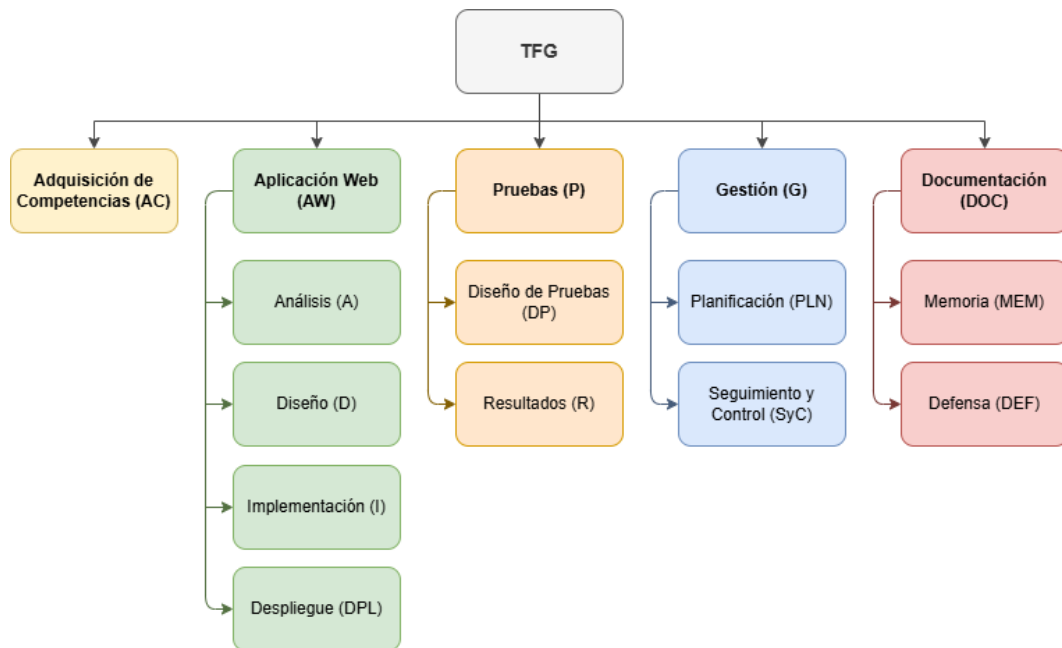 TFG
Adquisición de
Competencias (AC)
Aplicación Web
(AW)
Pruebas (P)
Gestión (G)
Documentación
(DOC)
Análisis (A)
Diseño de Pruebas
(DP)
Planificación (PLN)
Memoria (MEM)
Diseño (D)
Resultados (R)
Seguimiento y
Control (SyC)
Defensa (DEF)
Implementación (I)
Despliegue (DPL)